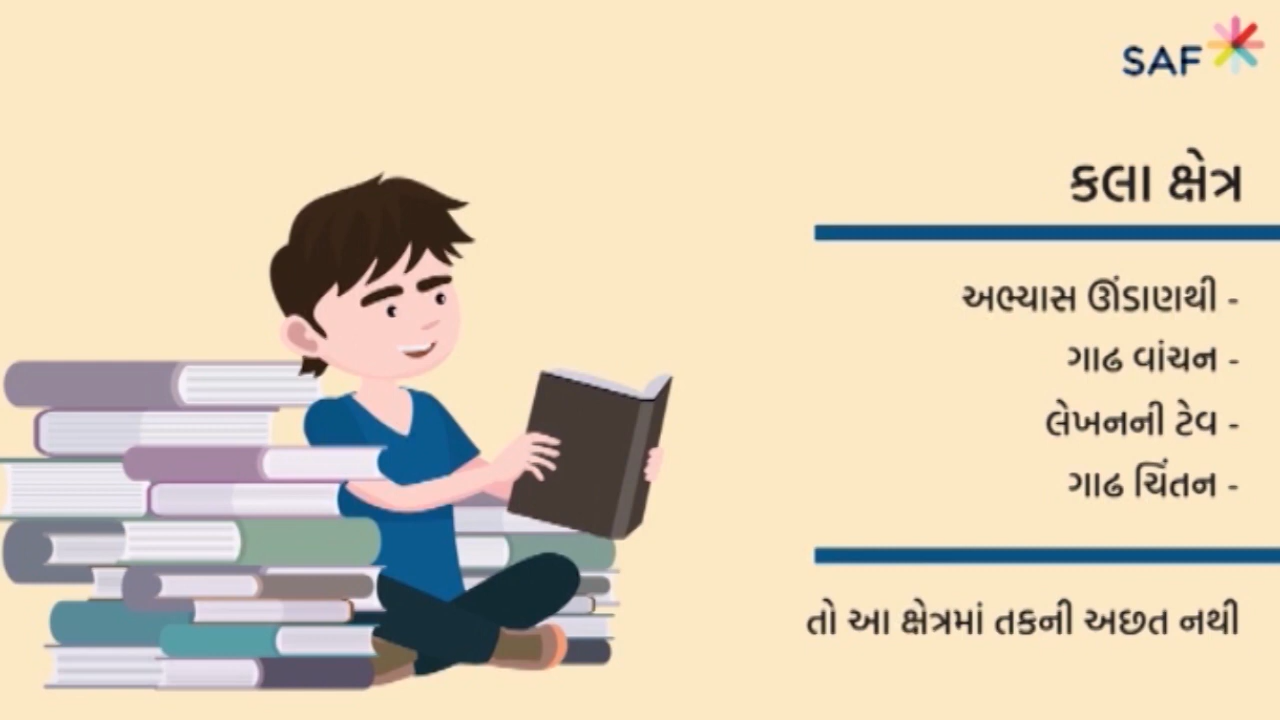 SAF
કલા ક્ષેત્ર
અભ્યાસ ઊંડાણથી -
ગાઢ વાંચન -
લેખનની ટેવ -
ગાઢ ચિંતન -
તો આ ક્ષેત્રમાં તકની અછત નથી